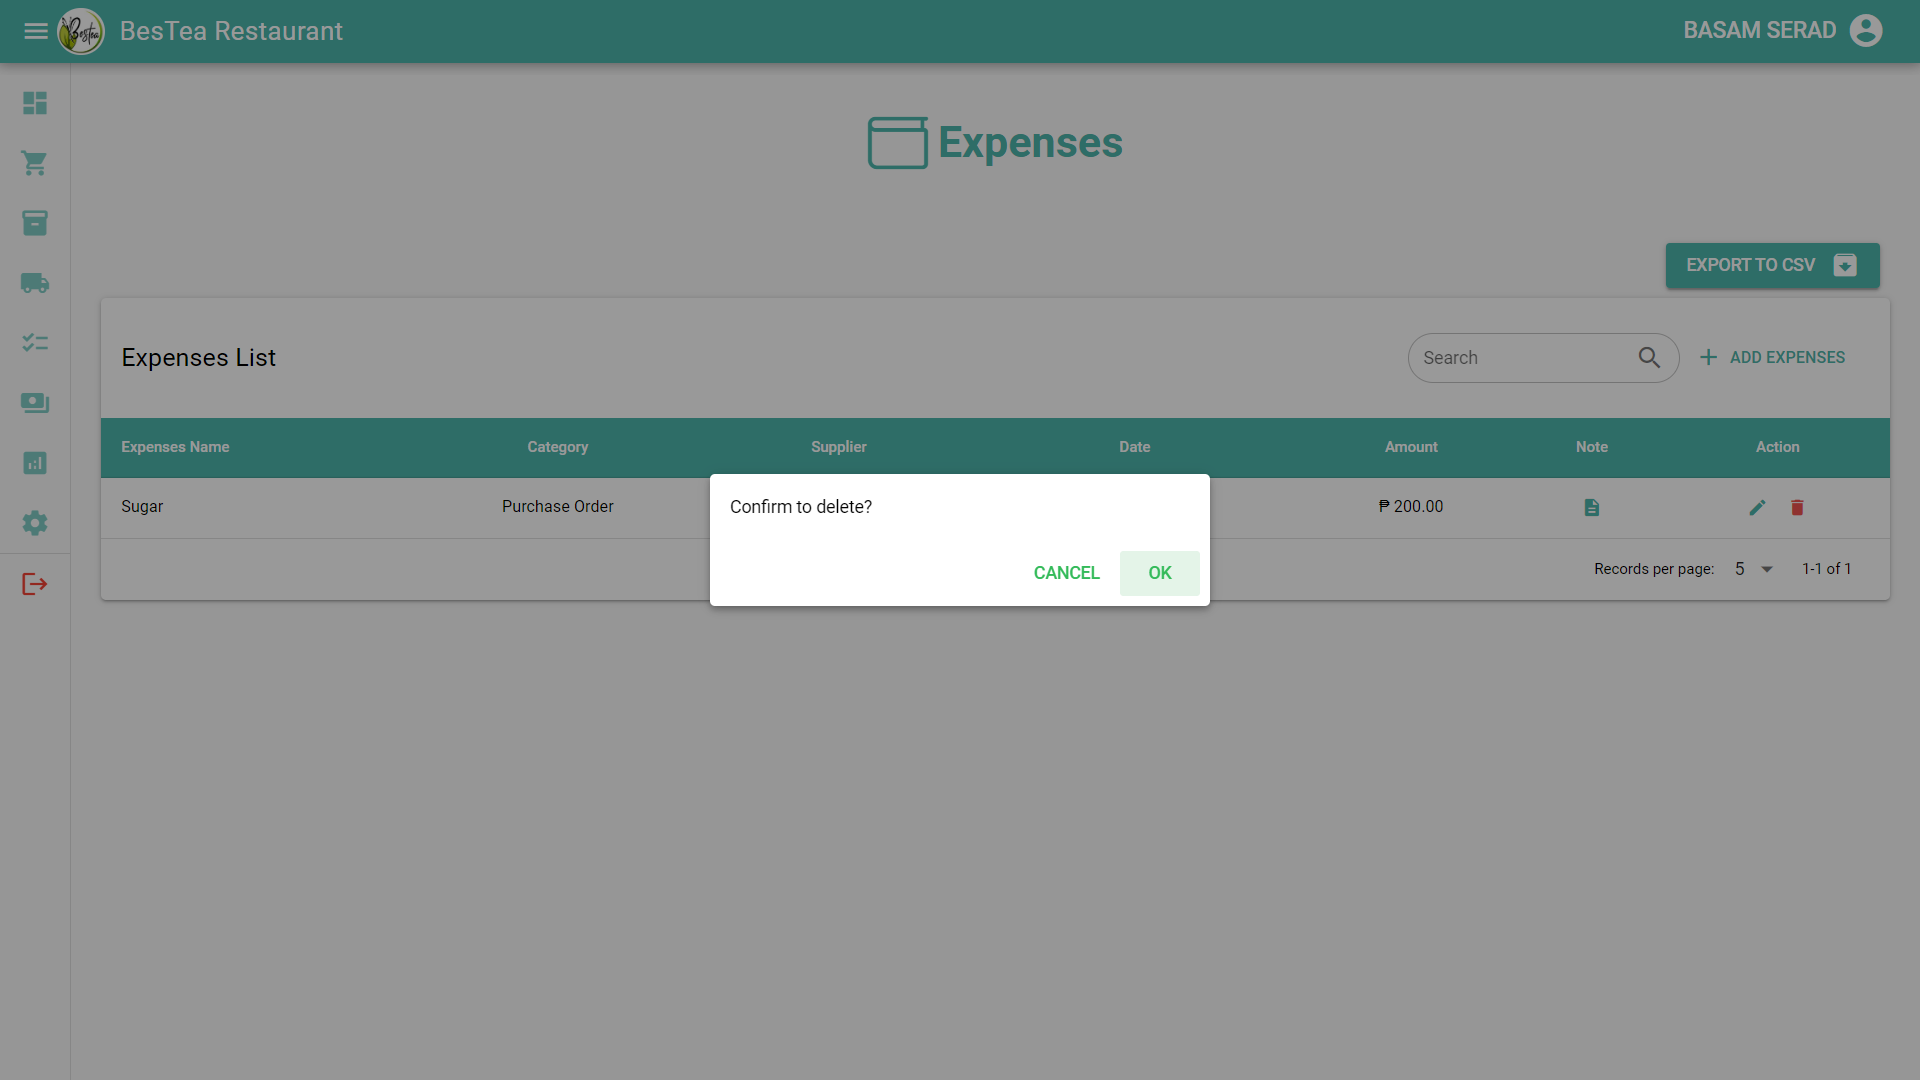 Bestea
BesTea Restaurant
BASAM SERAD
Expenses
EXPORT TO CSV
Expenses List
Search
ADD EXPENSES
Expenses Name Category Supplier Date Amount Note Action
Sugar Purchase Order ₱ 200.00
Confirm to delete?
CANCEL OK
Records per page: 5 1-1 of 1